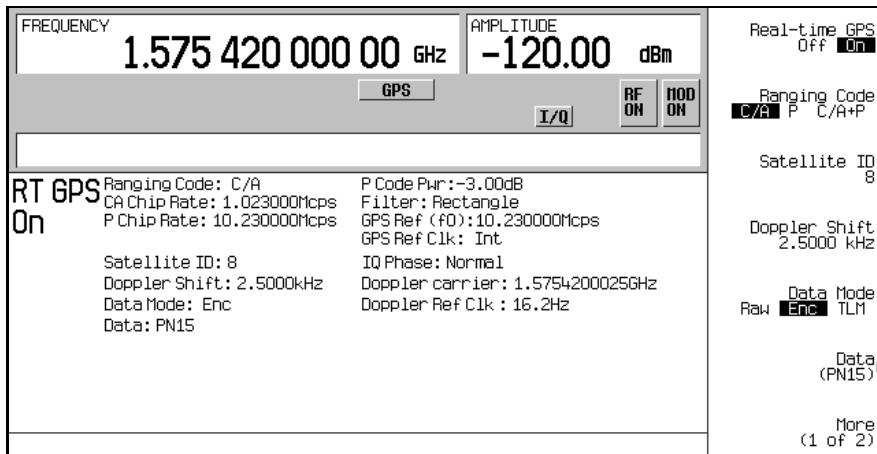 FREQUENCY
1.575 420 000 00 GHz
AMPLITUDE
-120.00 dBm
GPS
I/Q
RF ON
MOD ON
RT GPS
On
Ranging Code: C/A
CA Chip Rate: 1.023000Mcps
P Chip Rate: 10.230000Mcps
P Code Pwr:-3.00dB
Filter: Rectangle
GPS Ref (f0):10.230000Mcps
GPS Ref Clk: Int
Satellite ID: 8
Doppler Shift: 2.5000kHz
Data Mode: Enc
Data: PN15
IQ Phase: Normal
Doppler carrier: 1.5754200025GHz
Doppler Ref Clk : 16.2Hz
Real-time GPS
Off On
Ranging Code
C/A P C/A+P
Satellite ID
8
Doppler Shift
2.5000 kHz
Data Mode
Raw Enc TLM
Data
(PN15)
More
(1 of 2)